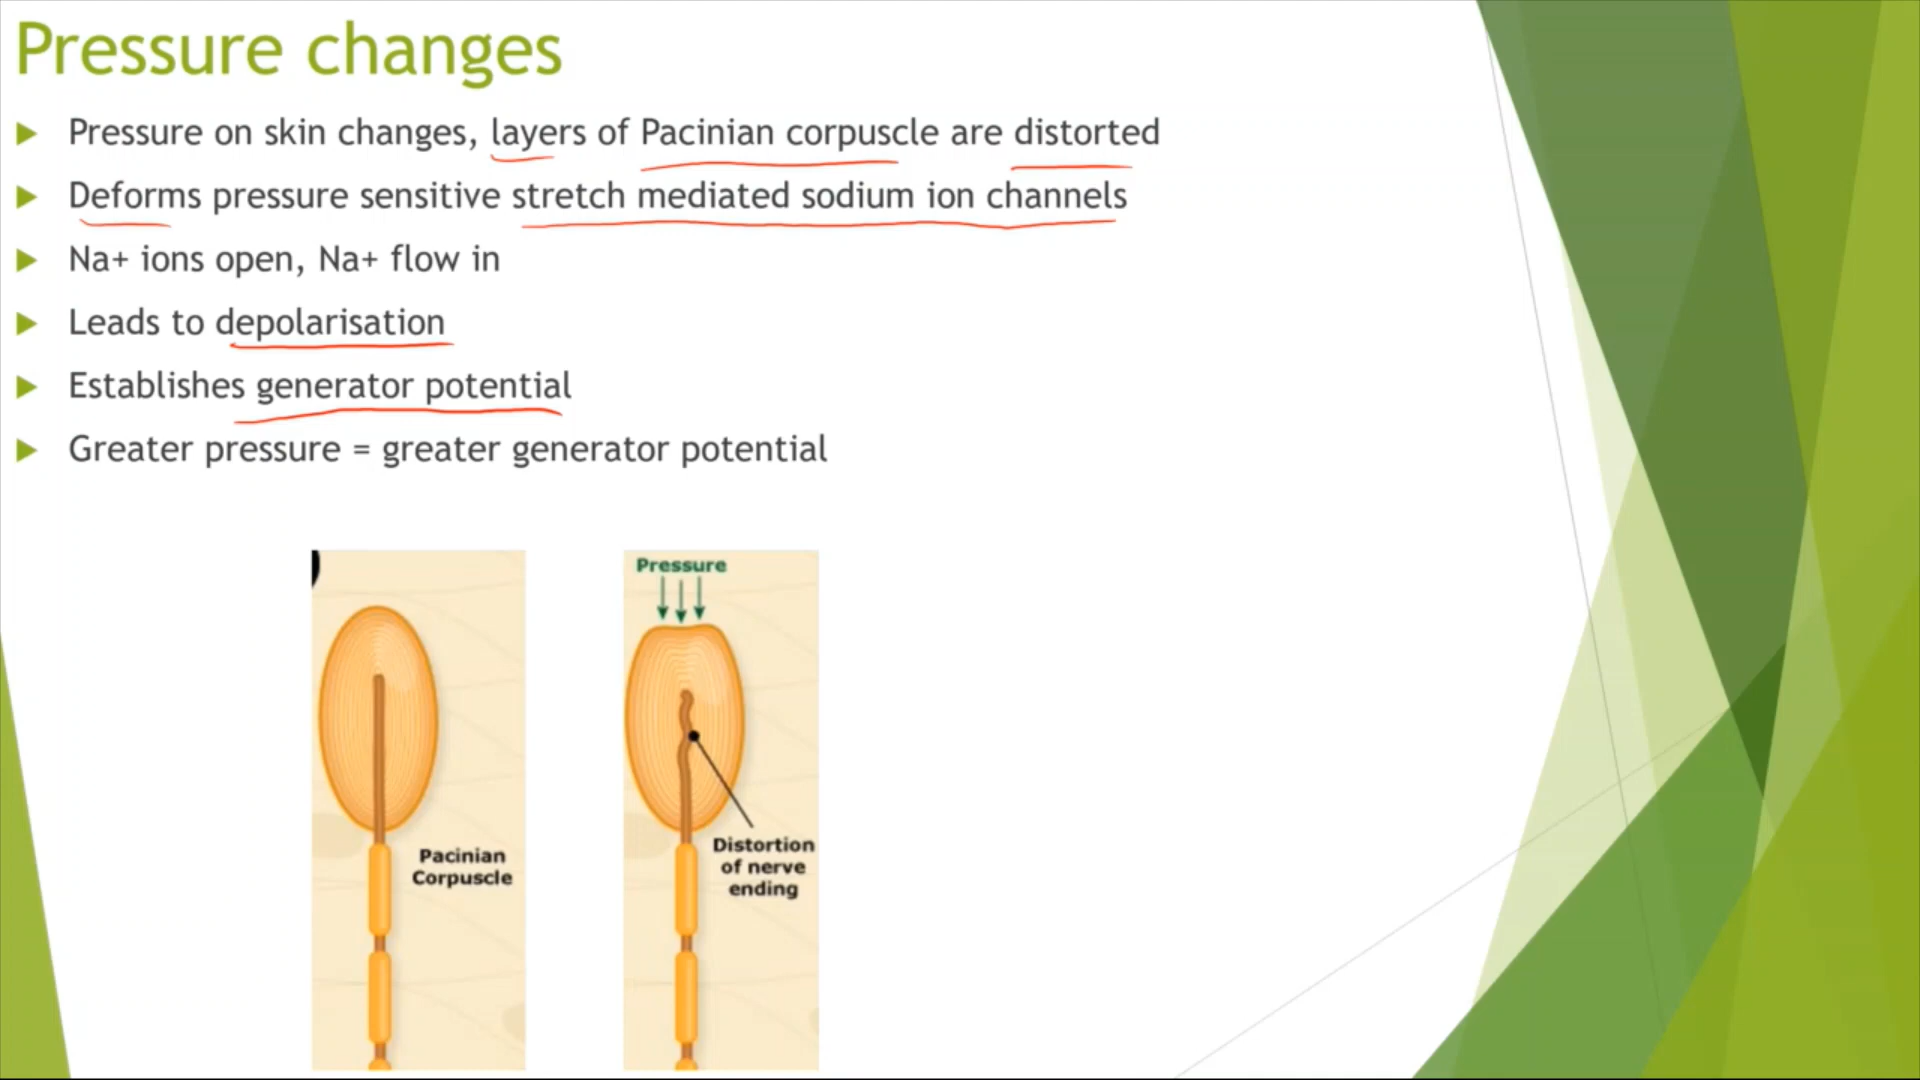 Pressure changes
Pressure on skin changes, layers of Pacinian corpuscle are distorted
Deforms pressure sensitive stretch mediated sodium ion channels
Na+ ions open, Na+ flow in
Leads to depolarisation
Establishes generator potential
Greater pressure = greater generator potential
Pacinian
Corpuscle
Pressure
Distortion
of nerve
ending